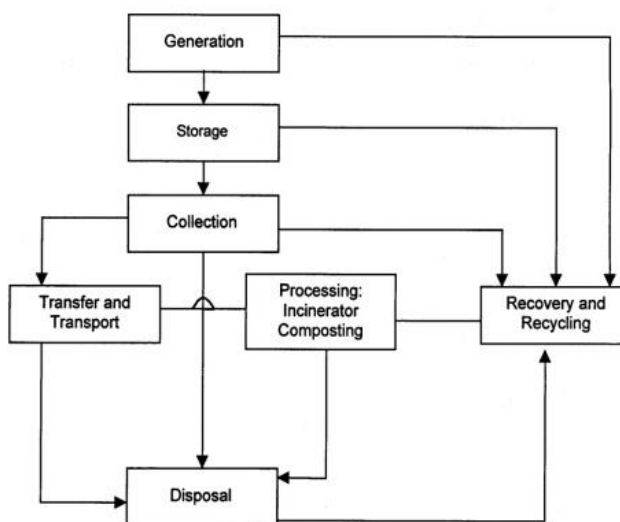 Generation
Storage
Collection
Transfer and
Transport
Processing:
Incinerator
Composting
Recovery and
Recycling
Disposal